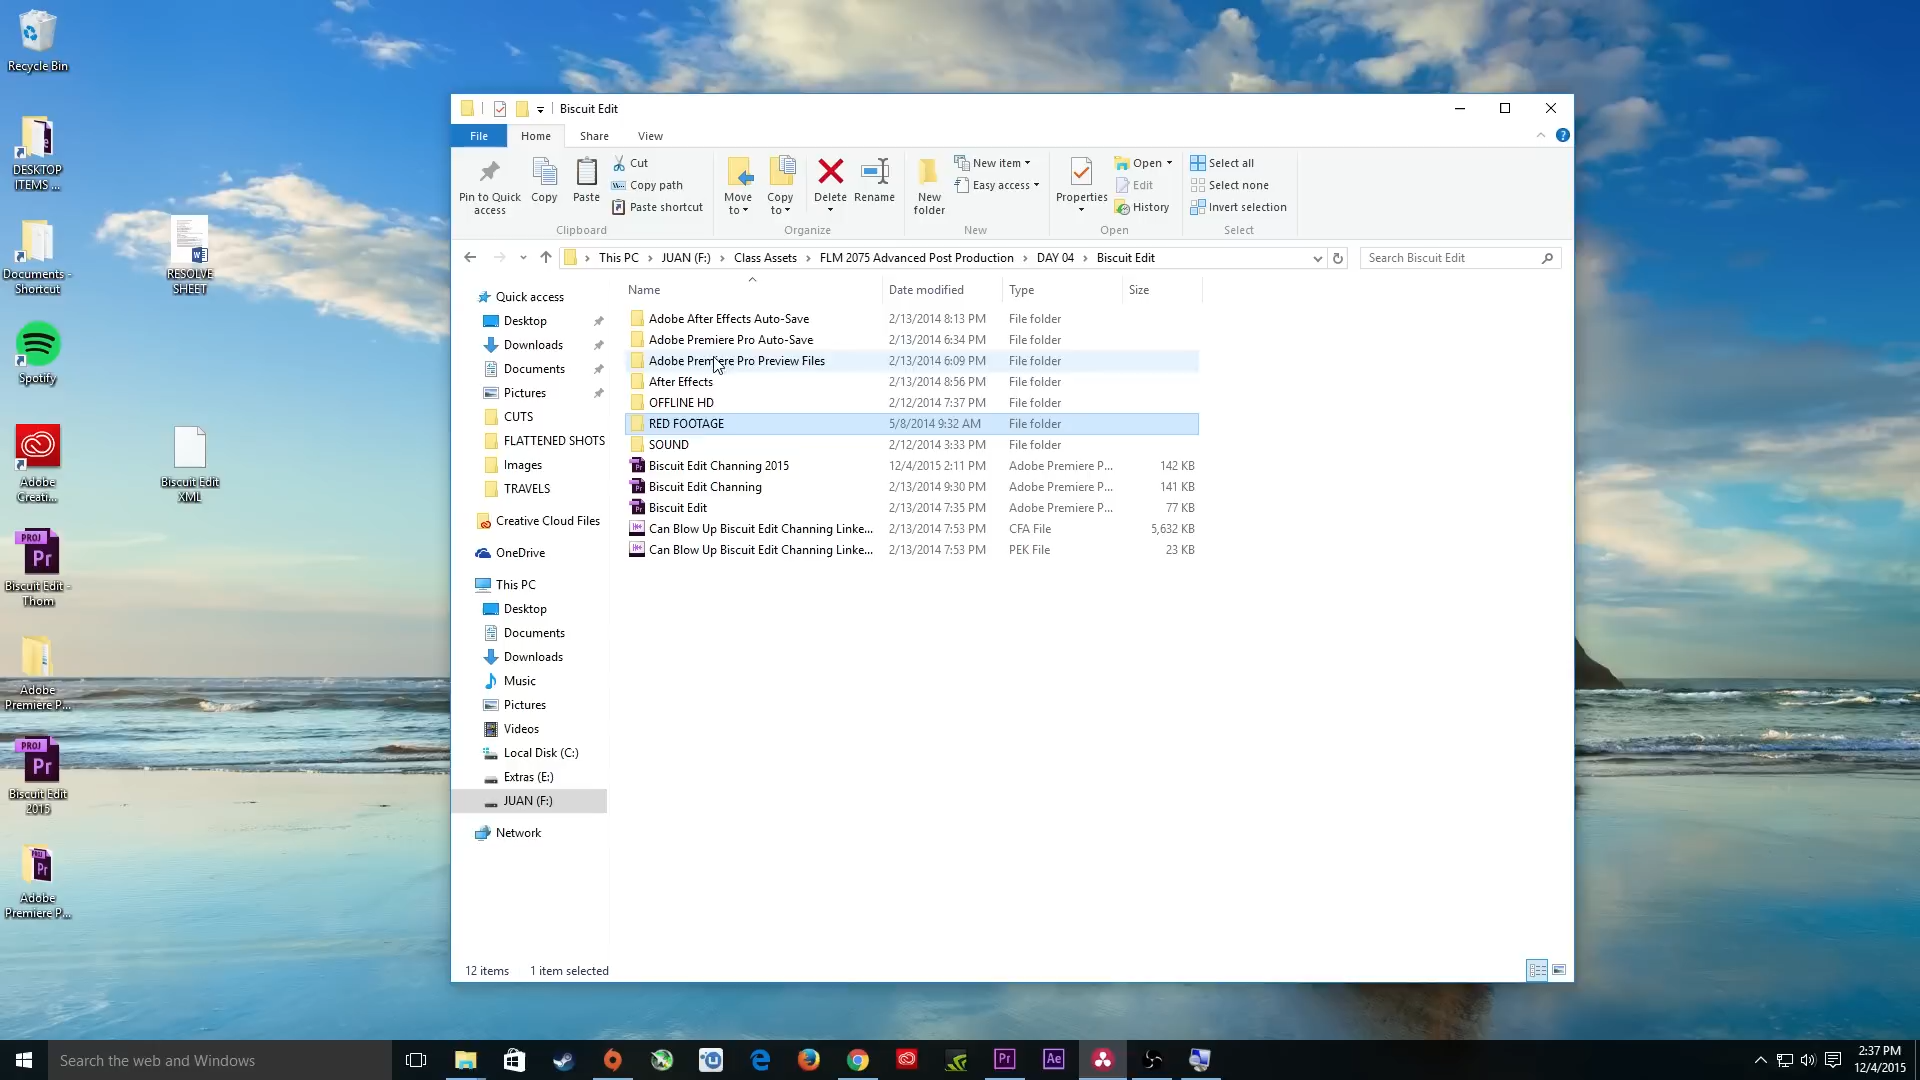 Recycle Bin
DESKTOP
ITEMS ...
Documents -
Shortcut
Spotify
Adobe
Creati...
PROJ
Pr
Biscuit Edit -
Thom
Adobe
Premiere P...
PROJ
Pr
Biscuit Edit
2015
Pr
Adobe
Premiere P...
RESOLVE
SHEET
Biscuit Edit
XML
Biscuit Edit
File
Home
Share
View
Pin to Quick
access
Copy
Paste
Cut
Copy path
Paste shortcut
Clipboard
Move
to
Copy
to
Delete
Rename
Organize
New
folder
New item
Easy access
New
Properties
Open
Edit
History
Open
Select all
Select none
Invert selection
Select
This PC
JUAN (F:)
Class Assets
FLM 2075 Advanced Post Production
DAY 04
Biscuit Edit
Search Biscuit Edit
Quick access
Desktop
Downloads
Documents
Pictures
CUTS
FLATTENED SHOTS
Images
TRAVELS
Creative Cloud Files
OneDrive
This PC
Desktop
Documents
Downloads
Music
Pictures
Videos
Local Disk (C:)
Extras (E:)
JUAN (F:)
Network
Name Date modified Type Size
Adobe After Effects Auto-Save 2/13/2014 8:13 PM File folder
Adobe Premiere Pro Auto-Save 2/13/2014 6:34 PM File folder
Adobe Premiere Pro Preview Files 2/13/2014 6:09 PM File folder
After Effects 2/13/2014 8:56 PM File folder
OFFLINE HD 2/12/2014 7:37 PM File folder
RED FOOTAGE 5/8/2014 9:32 AM File folder
SOUND 2/12/2014 3:33 PM File folder
Biscuit Edit Channing 2015 12/4/2015 2:11 PM Adobe Premiere P... 142 KB
Biscuit Edit Channing 2/13/2014 9:30 PM Adobe Premiere P... 141 KB
Biscuit Edit 2/13/2014 7:35 PM Adobe Premiere P... 77 KB
Can Blow Up Biscuit Edit Channing Linke... 2/13/2014 7:53 PM CFA File 5,632 KB
Can Blow Up Biscuit Edit Channing Linke... 2/13/2014 7:53 PM PEK File 23 KB
12 items 1 item selected
Search the web and Windows
Pr
Ae
2:37 PM
12/4/2015